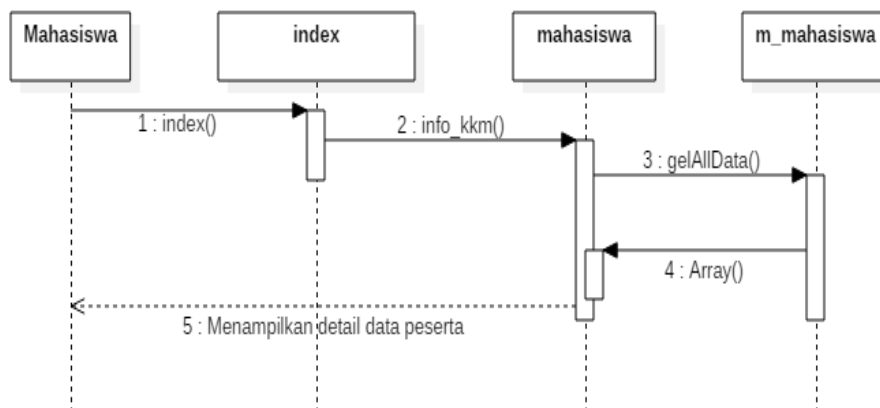 Mahasiswa
index
mahasiswa
m_mahasiswa
1 : index()
2 : info_kkm()
3 : gelAllData()
4 : Array()
5 : Menampilkan detail data peserta